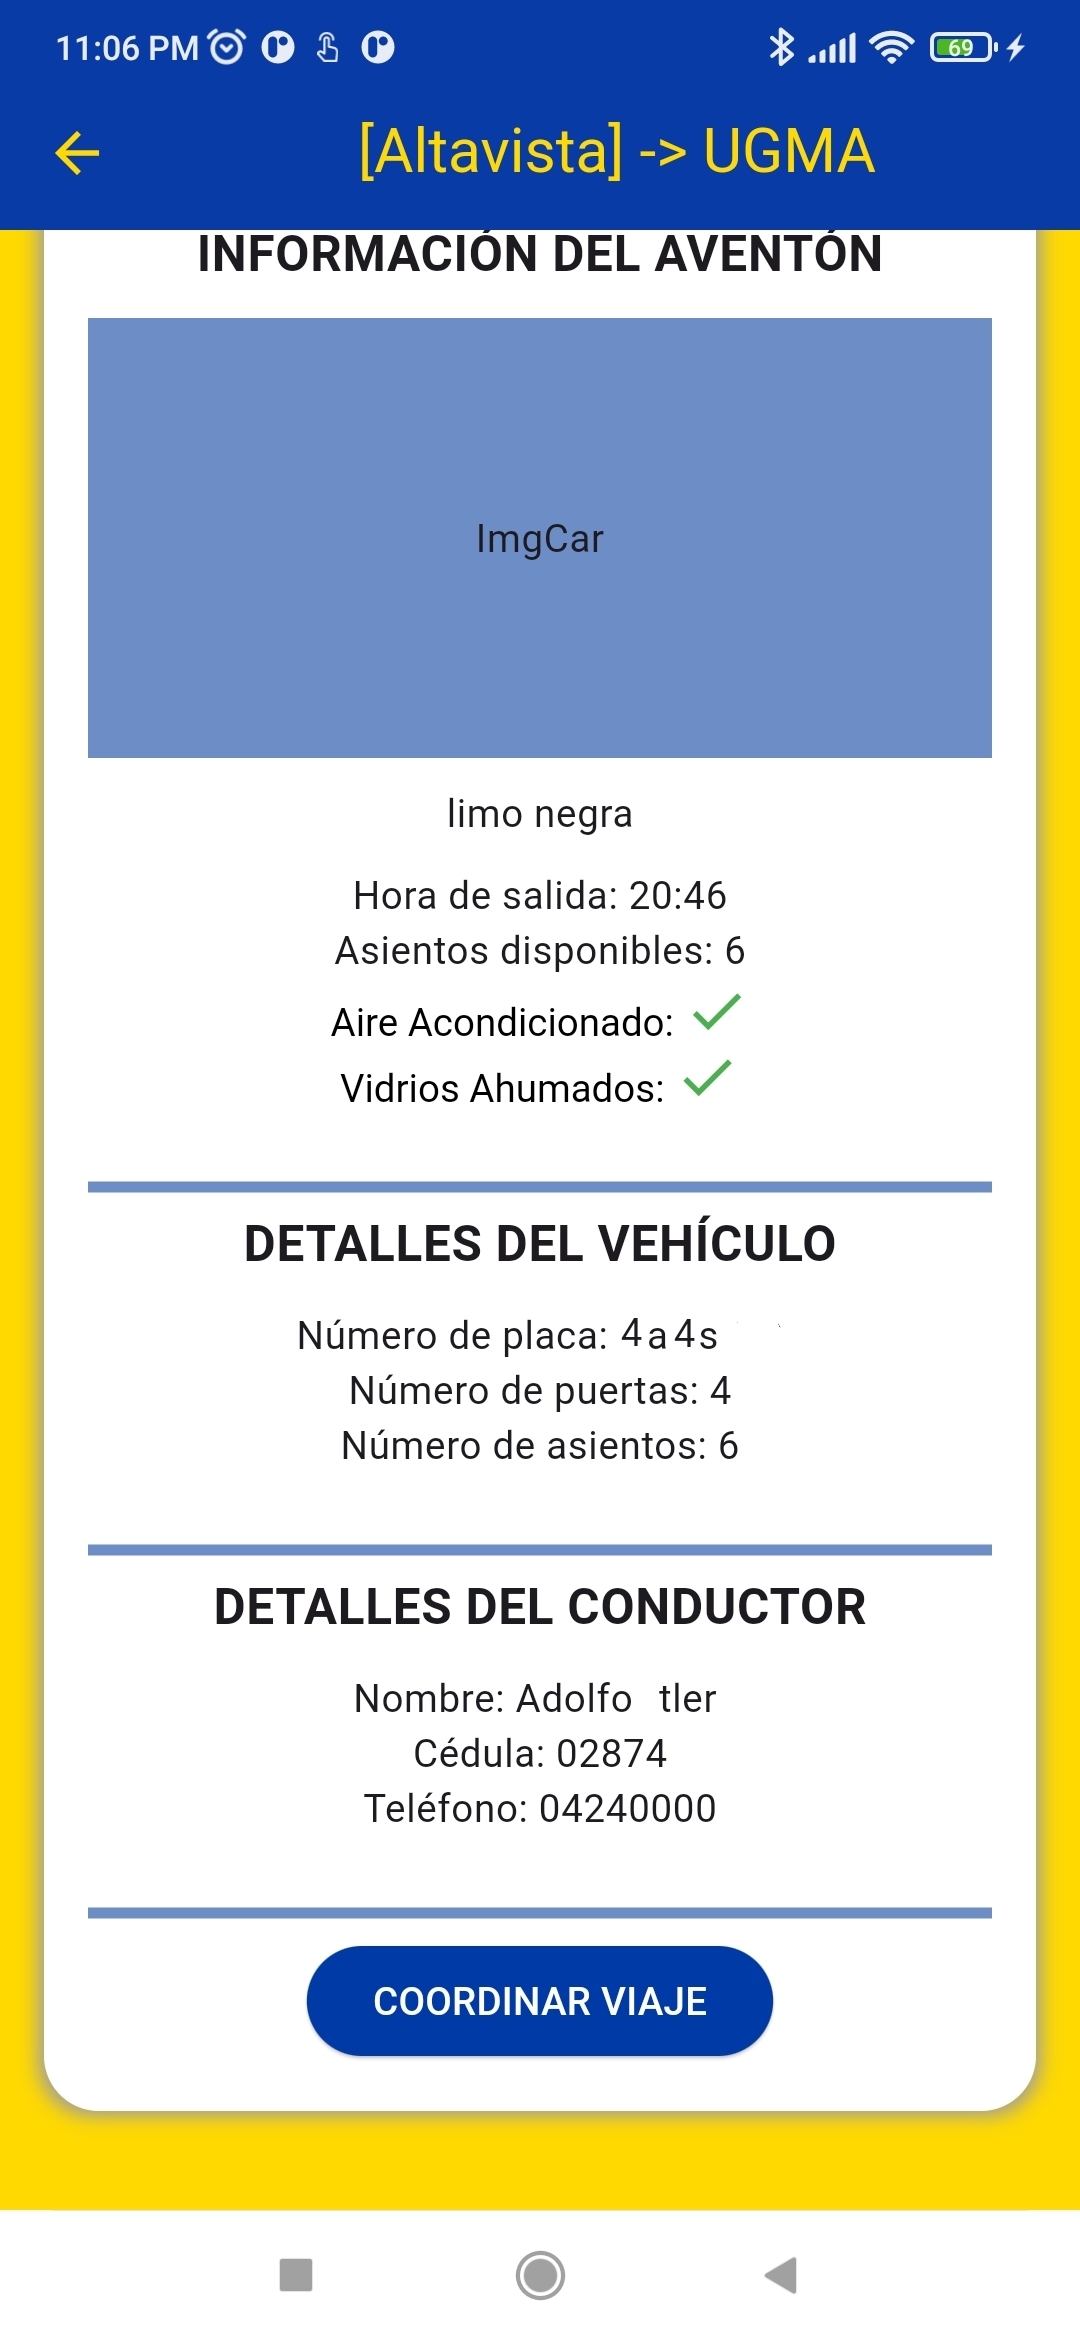 11:06 PM 69
[Altavista] -> UGMA
INFORMACIÓN DEL AVENTÓN
ImgCar
limo negra
Hora de salida: 20:46
Asientos disponibles: 6
Aire Acondicionado:
Vidrios Ahumados:
DETALLES DEL VEHÍCULO
Número de placa: 4a4s
Número de puertas: 4
Número de asientos: 6
DETALLES DEL CONDUCTOR
Nombre: Adolfo tler
Cédula: 02874
Teléfono: 04240000
COORDINAR VIAJE